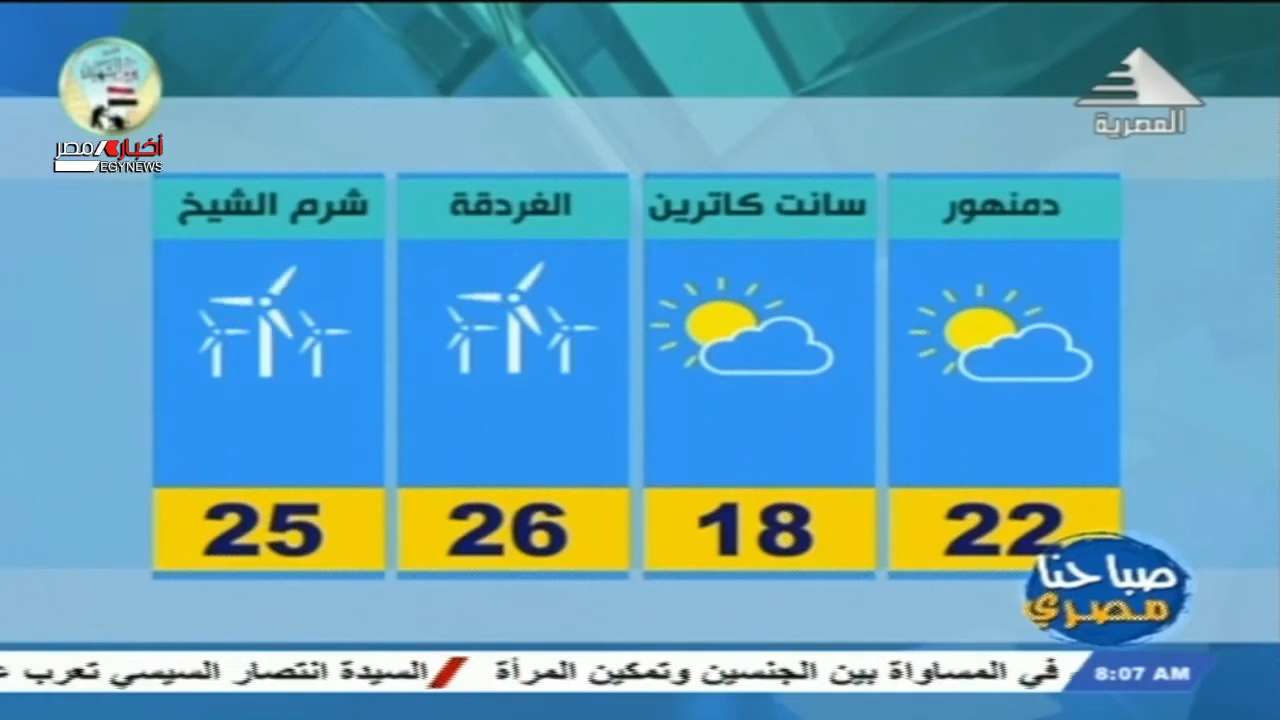 المصرية
أخبار مصر
EGYNEWS
دمنهور
سانت كاترين
الغردقة
شرم الشيخ
22
18
26
25
صباحنا
مصري
8:07 AM
في المساواة بين الجنسين وتمكين المرأة / السيدة انتصار السيسي تعرب